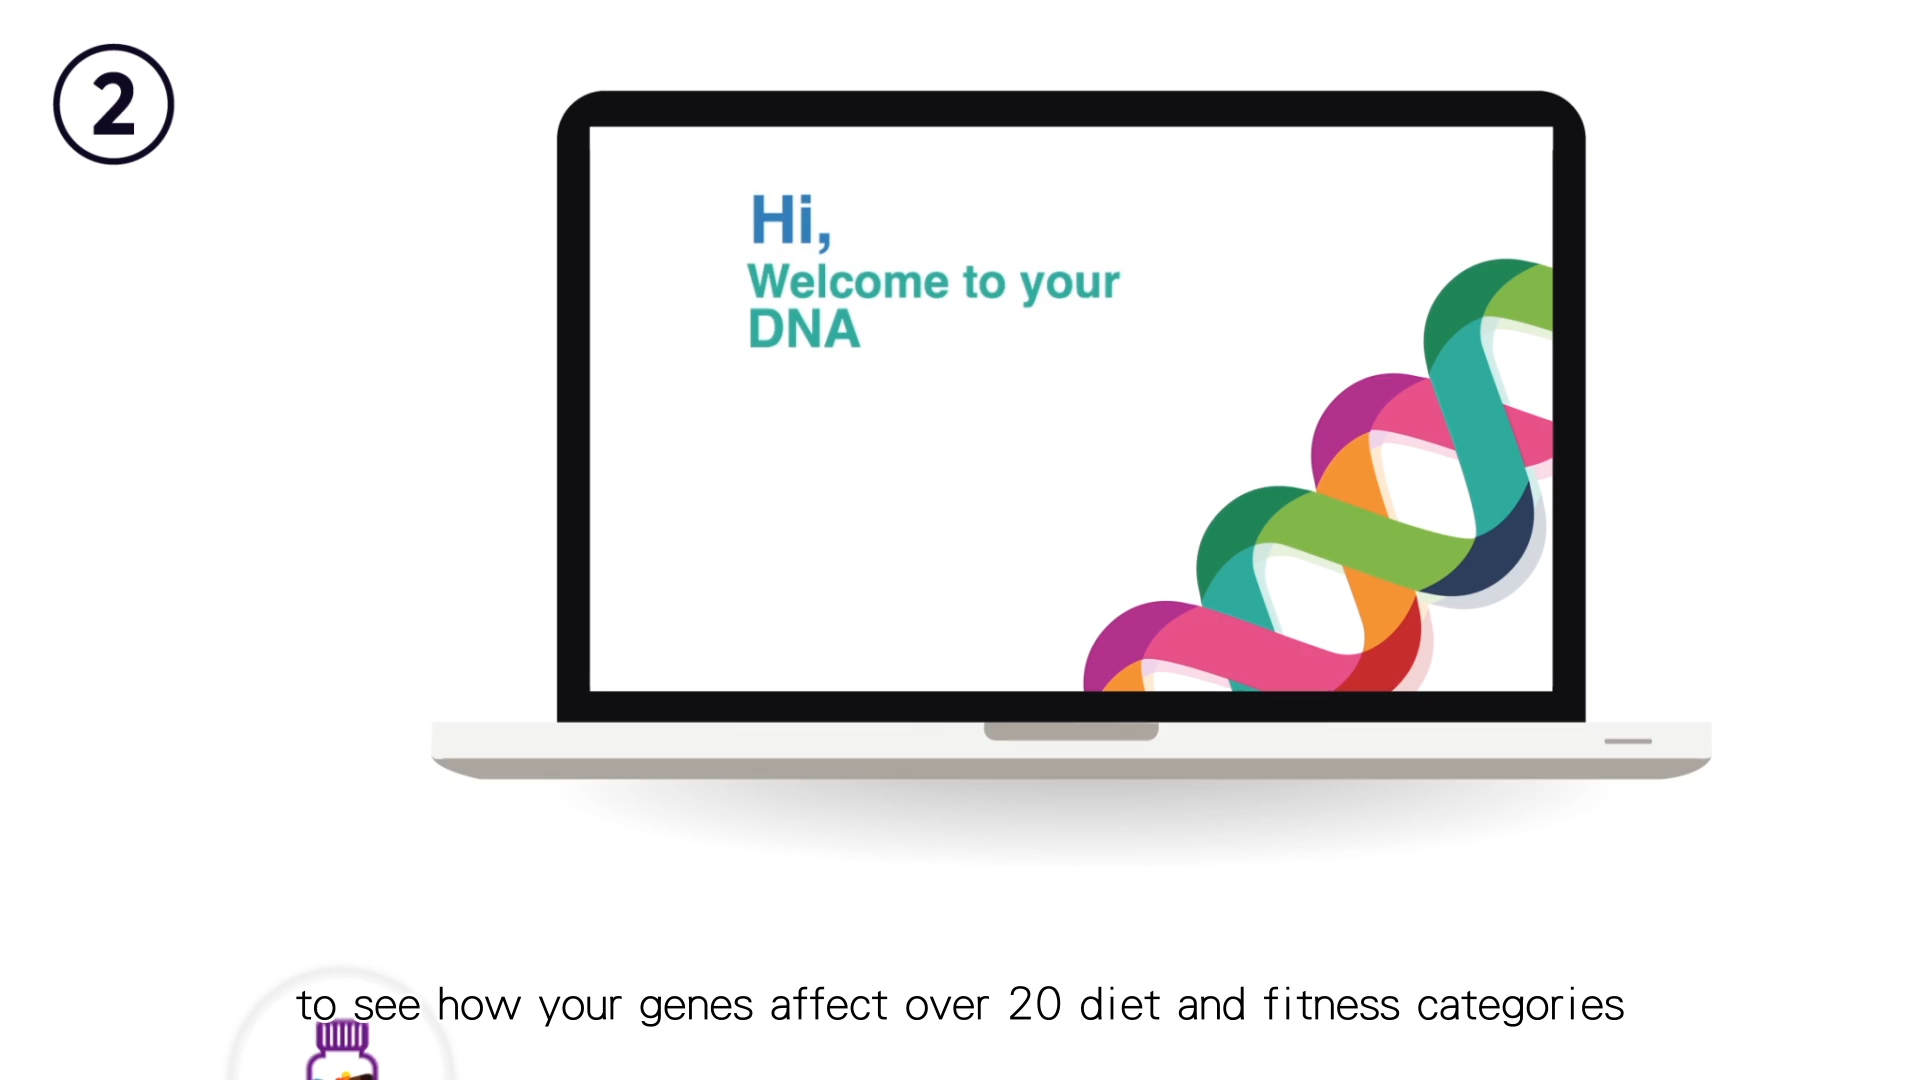 2
Hi,
Welcome to your
DNA
to see how your genes affect over 20 diet and fitness categories